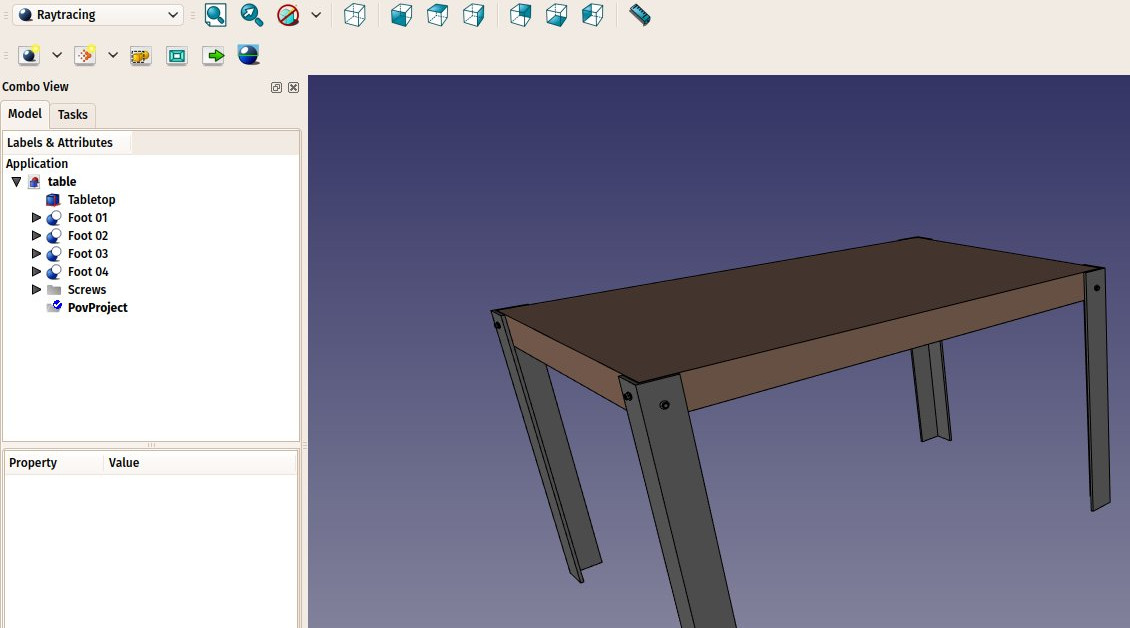 Raytracing
Combo View
Model Tasks
Labels & Attributes
Application
table
Tabletop
Foot 01
Foot 02
Foot 03
Foot 04
Screws
PovProject
Property Value